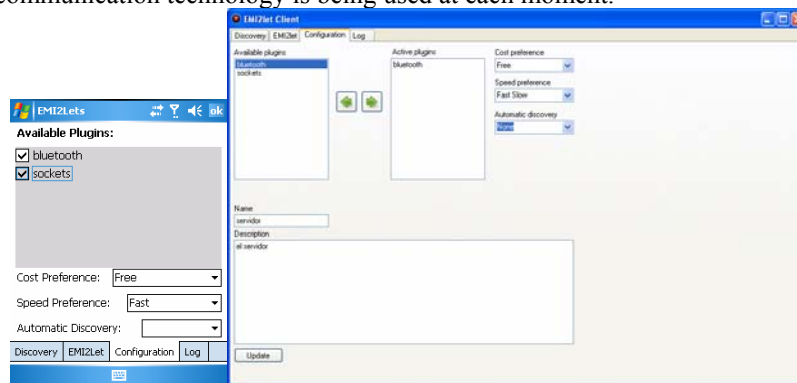 communication technology is being used at each moment.
EMI2Lets ok
Available Plugins:
bluetooth
sockets
Cost Preference: Free
Speed Preference: Fast
Automatic Discovery:
Discovery EMI2Let Configuration Log
EMI2let Client
Discovery EMI2let Configuration Log
Available plugins Active plugins Cost preference
bluetooth bluetooth Free
sockets
Speed preference
Fast Slow
Automatic discovery
None
Name
servidor
Description
el servidor
Update